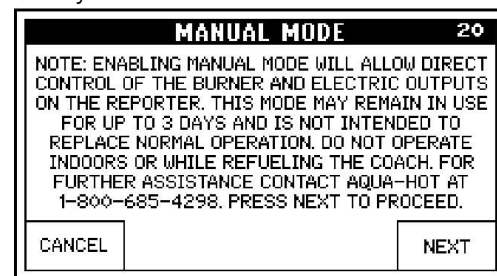 MANUAL MODE 20
NOTE: ENABLING MANUAL MODE WILL ALLOW DIRECT
CONTROL OF THE BURNER AND ELECTRIC OUTPUTS
ON THE REPORTER. THIS MODE MAY REMAIN IN USE
FOR UP TO 3 DAYS AND IS NOT INTENDED TO
REPLACE NORMAL OPERATION. DO NOT OPERATE
INDOORS OR WHILE REFUELING THE COACH. FOR
FURTHER ASSISTANCE CONTACT AQUA-HOT AT
1-800-685-4298. PRESS NEXT TO PROCEED.
CANCEL NEXT